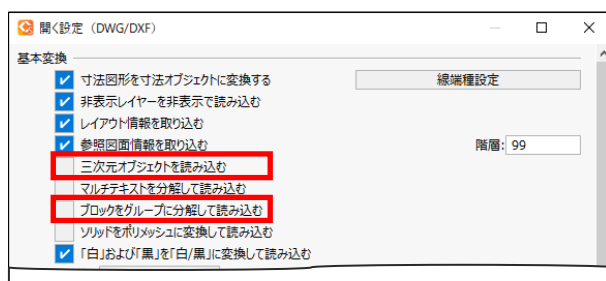 開く設定（DWG/DXF）
基本変換
寸法図形を寸法オブジェクトに変換する
線端種設定
非表示レイヤーを非表示で読み込む
レイアウト情報を取り込む
参照図面情報を取り込む
階層: 99
三次元オブジェクトを読み込む
マルチテキストを分解して読み込む
ブロックをグループに分解して読み込む
ソリッドをポリメッシュに変換して読み込む
「白」および「黒」を「白/黒」に変換して読み込む